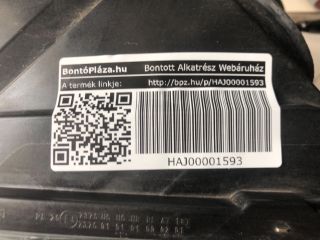 BontóPláza.hu Bontott Alkatrész Webáruház
A termék linkje: http://bpz.hu/p/HAJ00001593
HAJ00001593